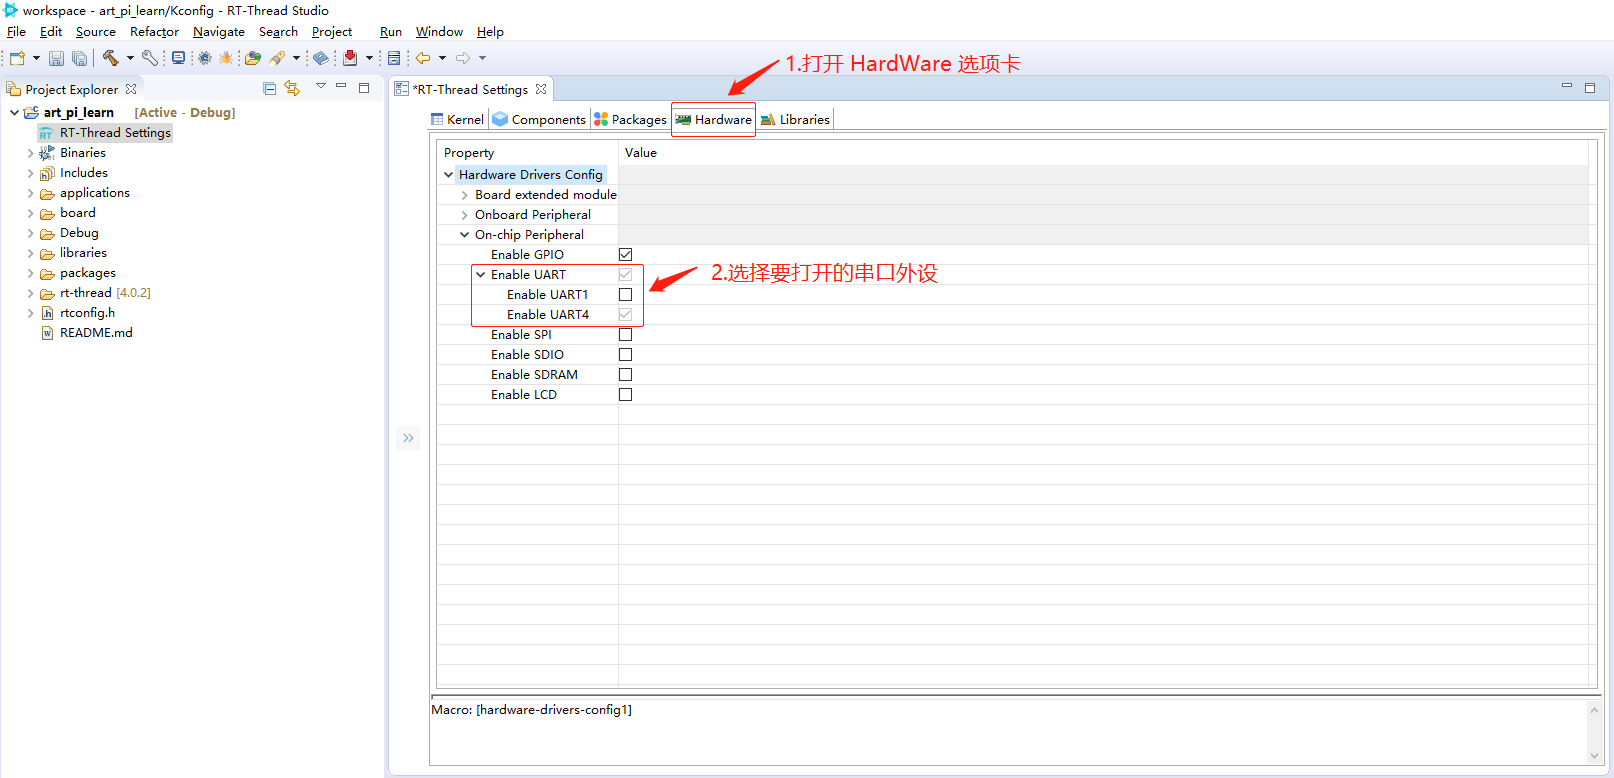 workspace - art_pi_learn/Kconfig - RT-Thread Studio
File Edit Source Refactor Navigate Search Project Run Window Help
1.打开 HardWare 选项卡
Project Explorer
art_pi_learn [Active - Debug]
RT-Thread Settings
Binaries
Includes
applications
board
Debug
libraries
packages
rt-thread [4.0.2]
rtconfig.h
README.md
*RT-Thread Settings
Kernel Components Packages Hardware Libraries
Property Value
Hardware Drivers Config
Board extended module
Onboard Peripheral
On-chip Peripheral
Enable GPIO
Enable UART
2.选择要打开的串口外设
Enable UART1
Enable UART4
Enable SPI
Enable SDIO
Enable SDRAM
Enable LCD
Macro: [hardware-drivers-config1]